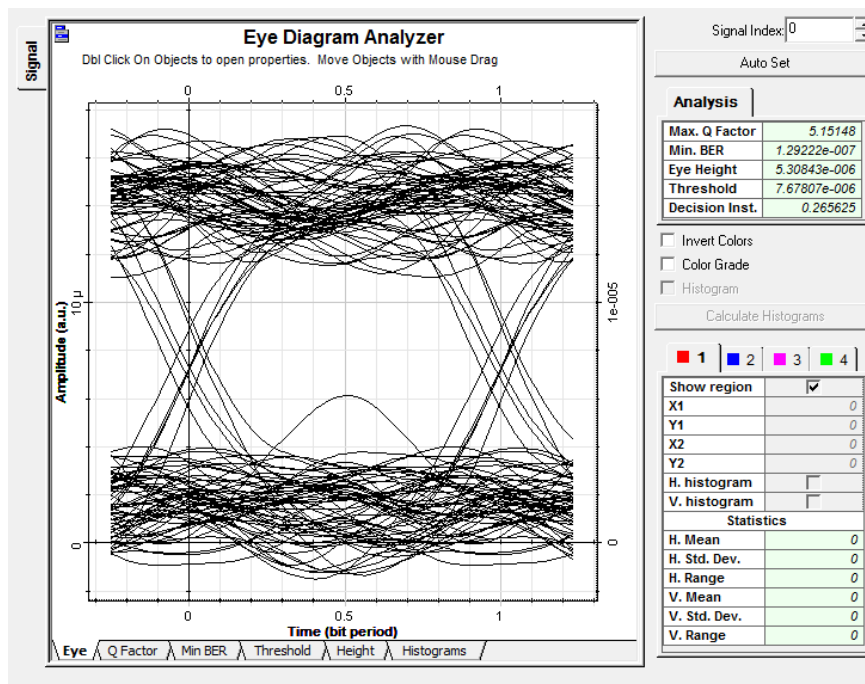 Signal
Eye Diagram Analyzer
Dbl Click On Objects to open properties. Move Objects with Mouse Drag
0 0.5 1
Amplitude (a.u.)
10 µ
0
1e-005
0
0 0.5 1
Time (bit period)
Eye Q Factor Min BER Threshold Height Histograms
Signal Index: 0
Auto Set
Analysis
Max. Q Factor 5.15148
Min. BER 1.29222e-007
Eye Height 5.30843e-006
Threshold 7.67807e-006
Decision Inst. 0.265625
Invert Colors
Color Grade
Histogram
Calculate Histograms
1 2 3 4
Show region
X1 0
Y1 0
X2 0
Y2 0
H. histogram
V. histogram
Statistics
H. Mean 0
H. Std. Dev. 0
H. Range 0
V. Mean 0
V. Std. Dev. 0
V. Range 0